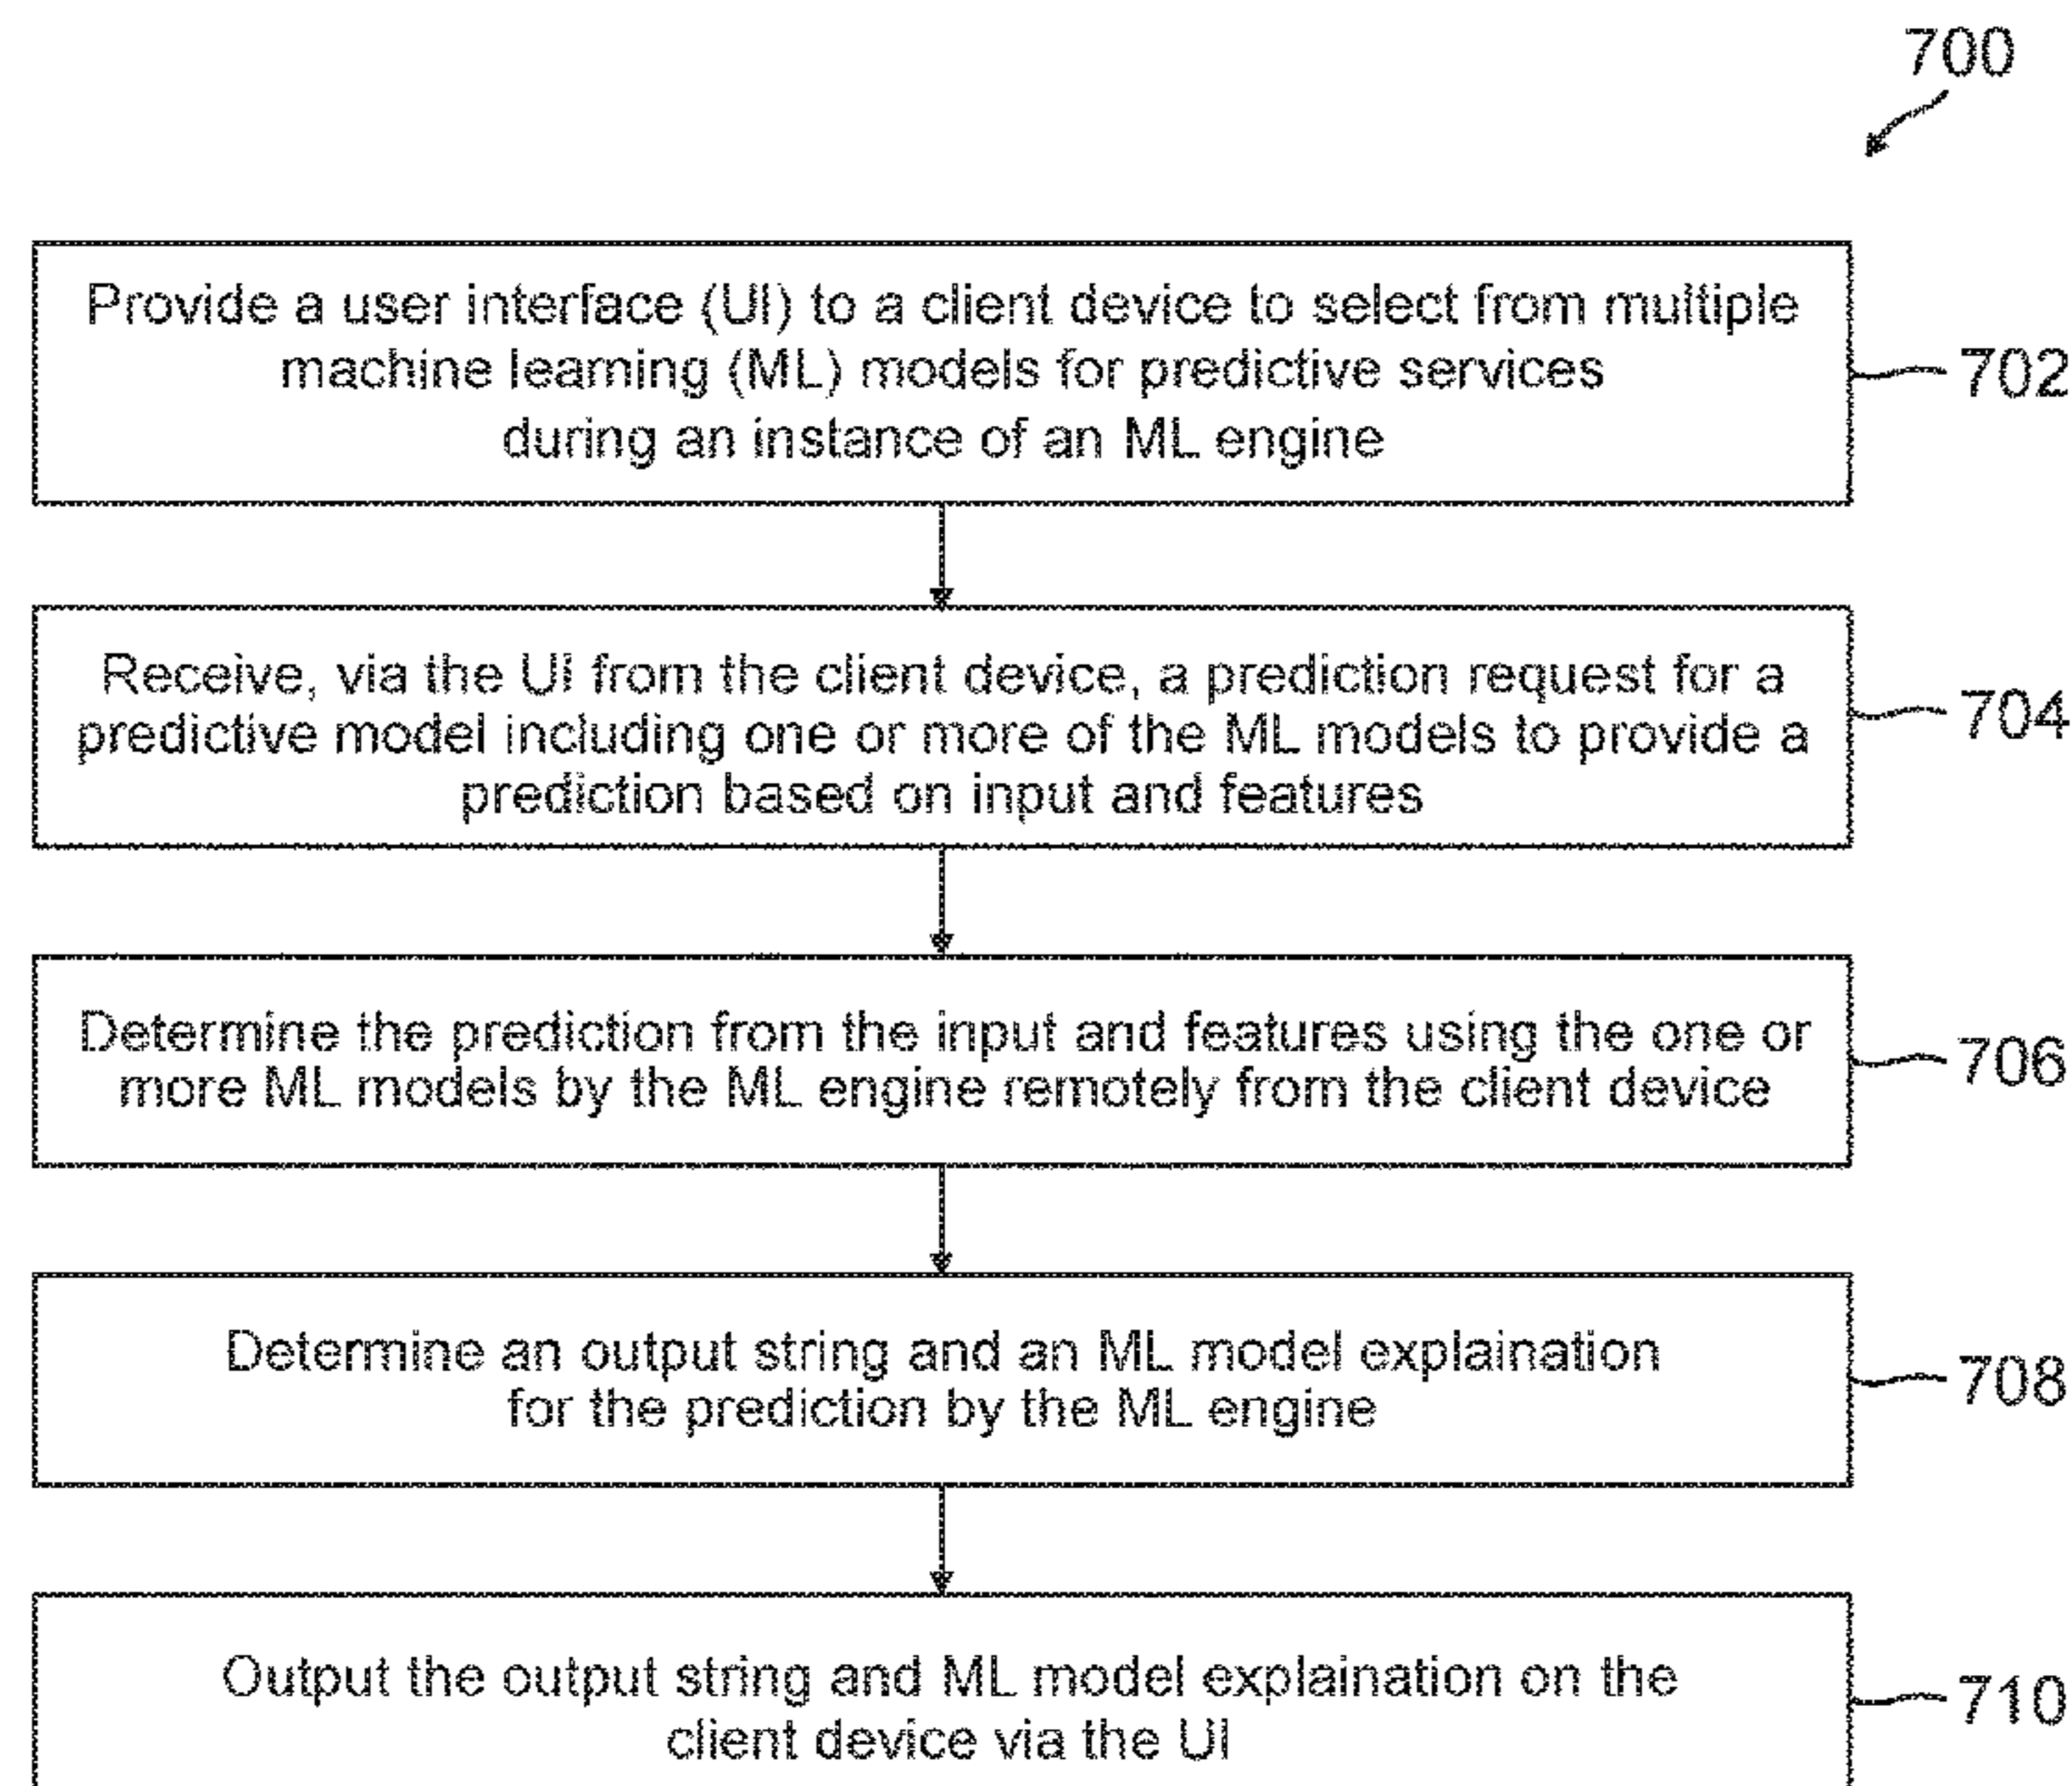 700
Provide a user interface (UI) to a client device to select from multiple
machine learning (ML) models for predictive services
during an instance of an ML engine
702
Receive, via the UI from the client device, a prediction request for a
predictive model including one or more of the ML models to provide a
prediction based on input and features
704
Determine the prediction from the input and features using the one or
more ML models by the ML engine remotely from the client device
706
Determine an output string and an ML model explaination
for the prediction by the ML engine
708
Output the output string and ML model explaination on the
client device via the UI
710